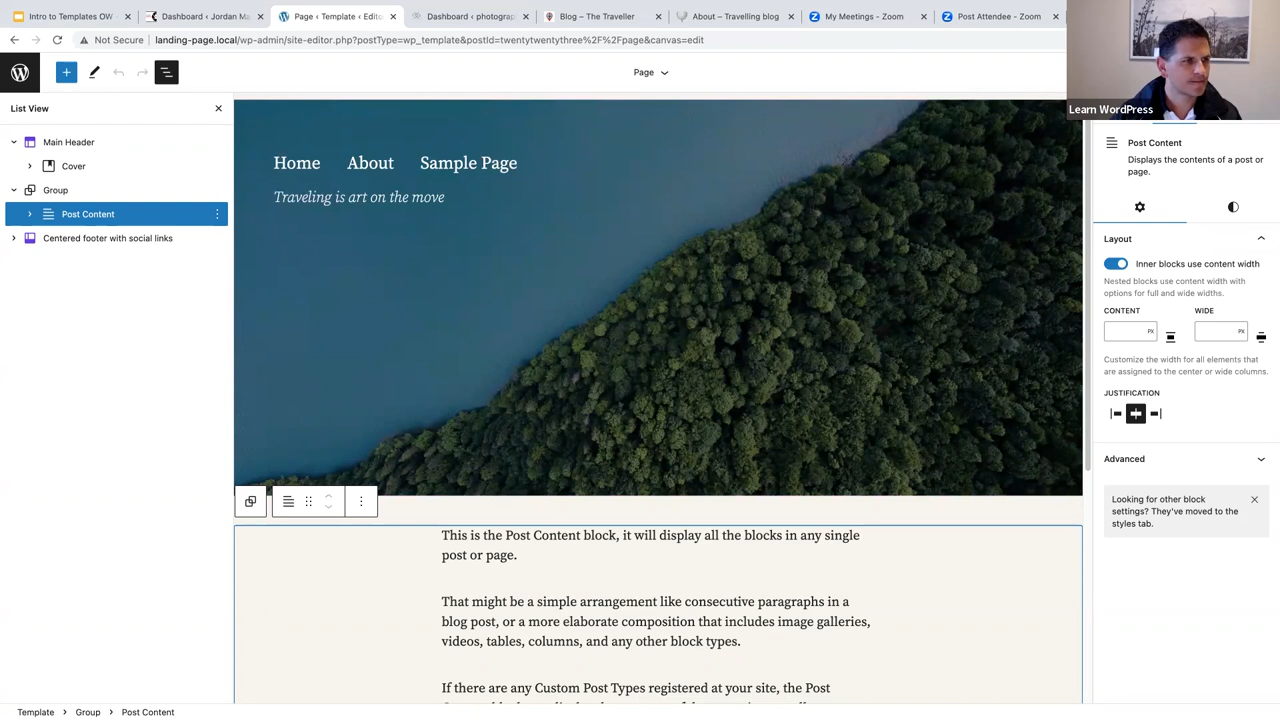 Intro to Templates OW -
Dashboard ‹ Jordan M
Page ‹ Template ‹ Edito
Dashboard ‹ photograp
Blog – The Traveller
About – Travelling blog
My Meetings - Zoom
Post Attendee - Zoom
Not Secure
landing-page.local/wp-admin/site-editor.php?postType=wp_template&postId=twentytwentythree%2F%2Fpage&canvas=edit
Page
Learn WordPress
List View
Main Header
Cover
Group
Post Content
Centered footer with social links
Home About Sample Page
Traveling is art on the move
This is the Post Content block, it will display all the blocks in any single
post or page.
That might be a simple arrangement like consecutive paragraphs in a
blog post, or a more elaborate composition that includes image galleries,
videos, tables, columns, and any other block types.
If there are any Custom Post Types registered at your site, the Post
Post Content
Displays the contents of a post or
page.
Layout
Inner blocks use content width
Nested blocks use content width with
options for full and wide widths.
CONTENT WIDE
PX PX
Customize the width for all elements that
are assigned to the center or wide columns.
JUSTIFICATION
Advanced
Looking for other block
settings? They've moved to the
styles tab.
Template > Group > Post Content